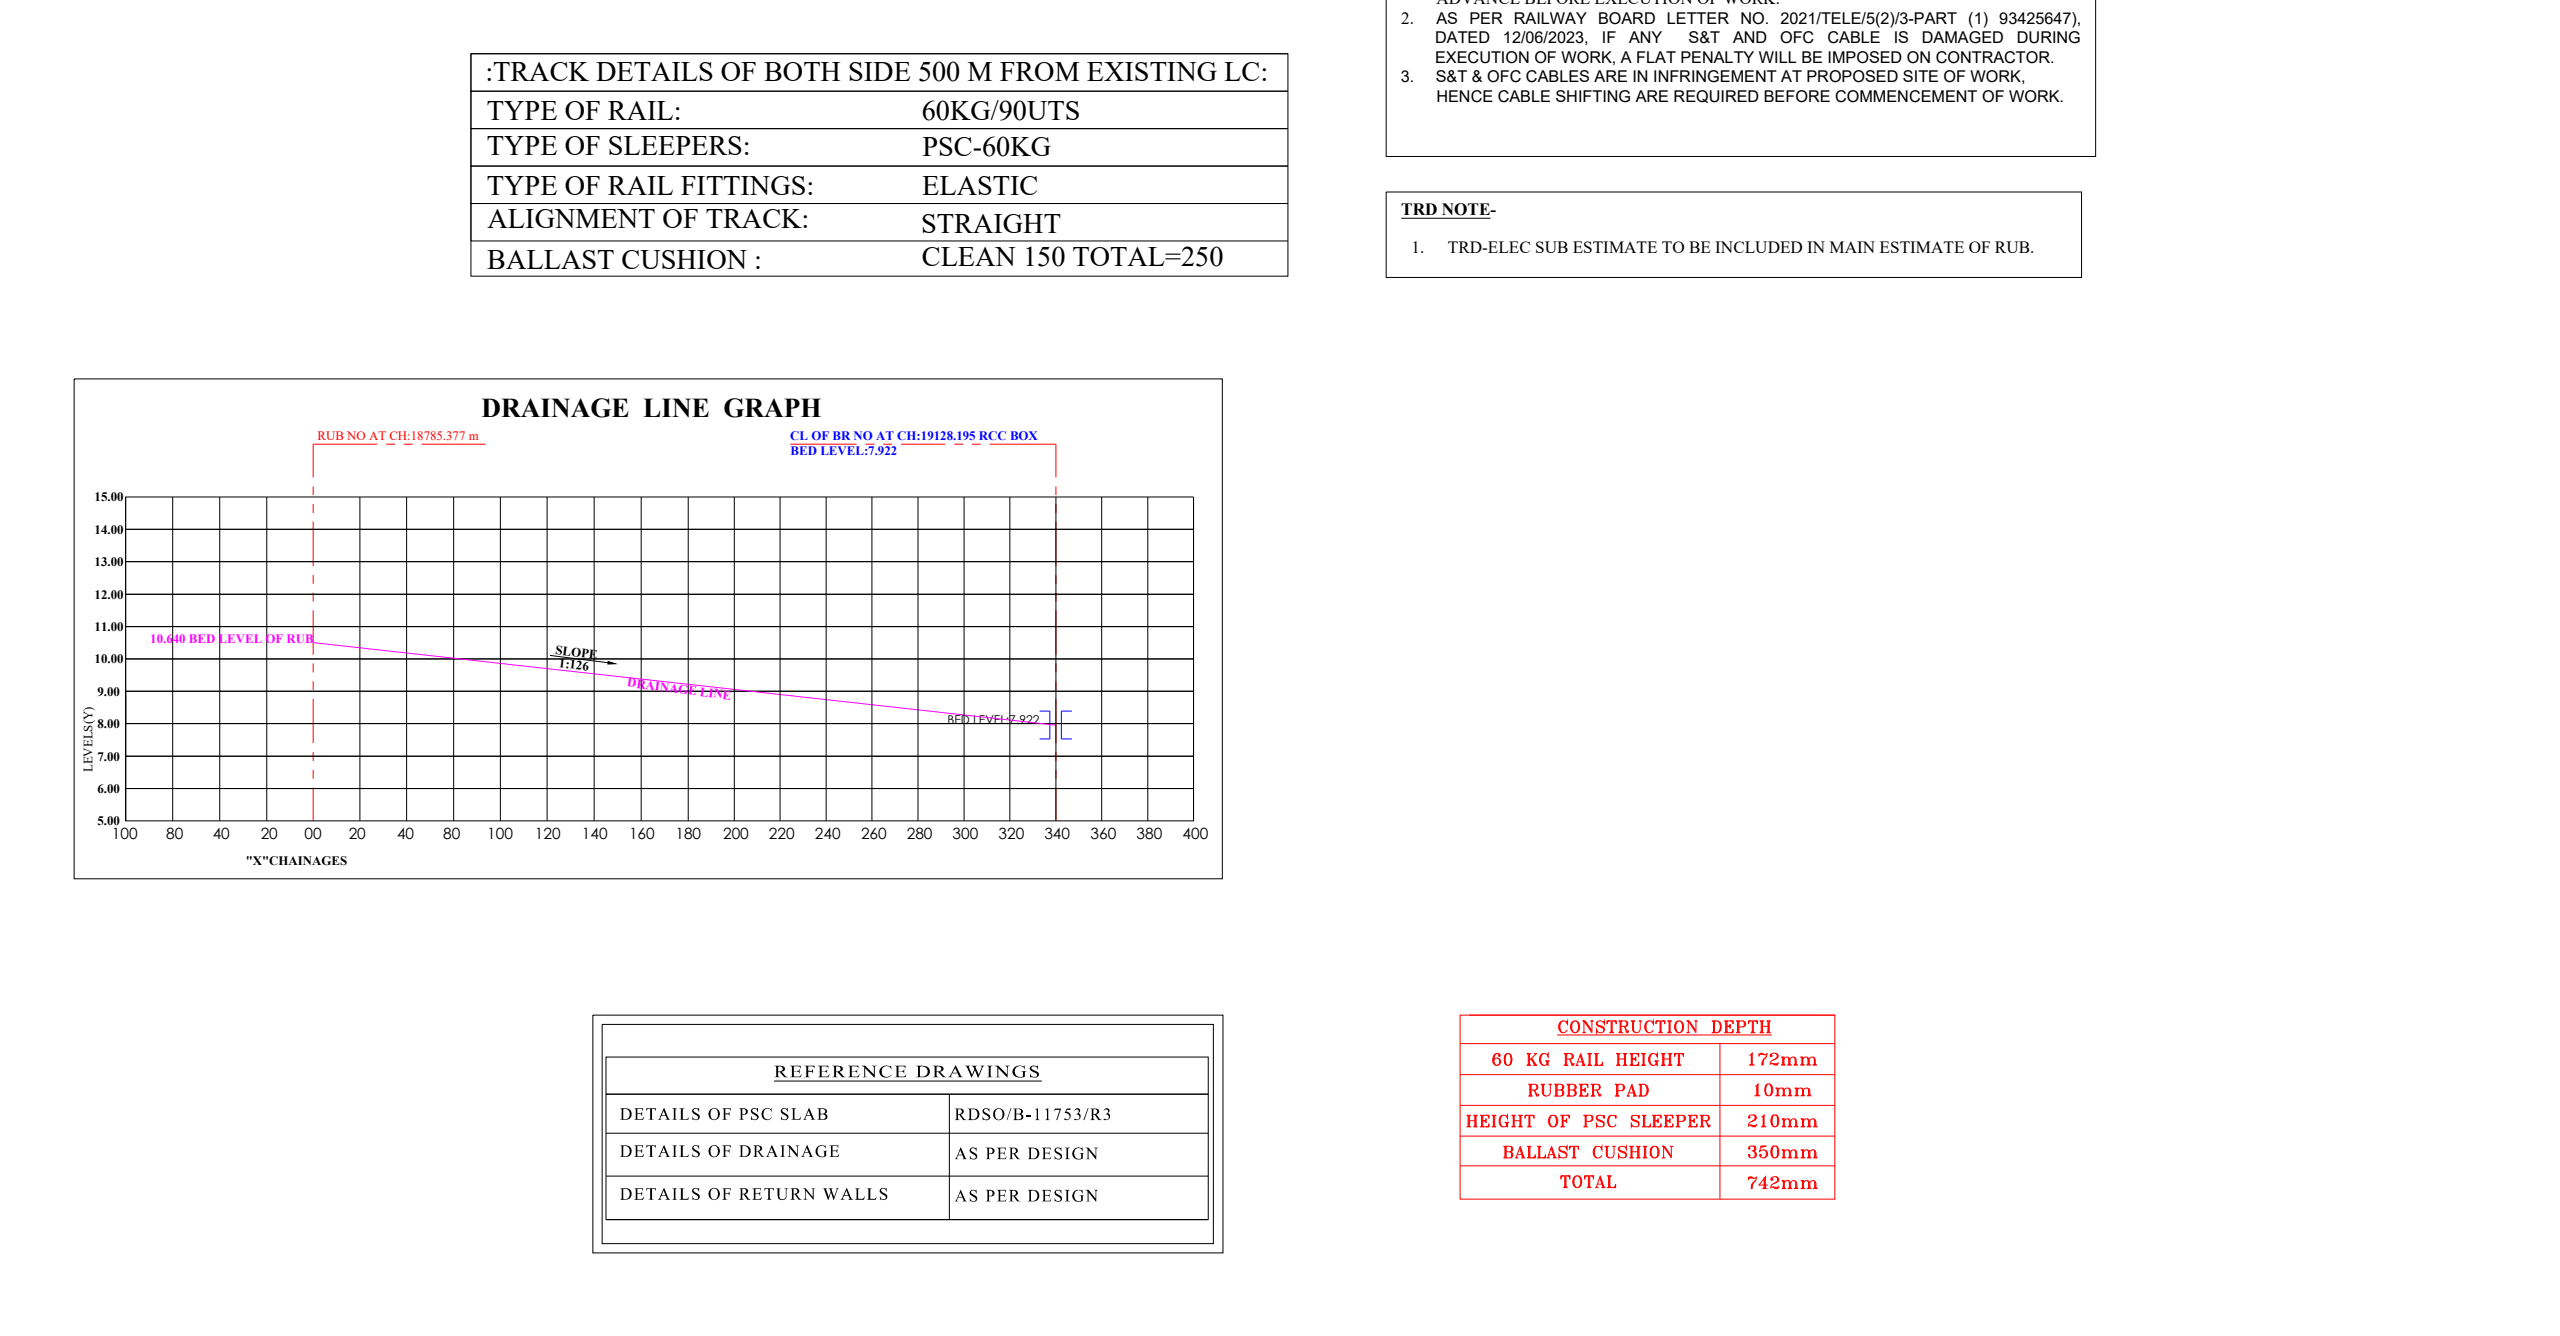 ADVANCE BEFORE EXECUTION OF WORK.
2. AS PER RAILWAY BOARD LETTER NO. 2021/TELE/5(2)/3-PART (1) 93425647),
DATED 12/06/2023, IF ANY S&T AND OFC CABLE IS DAMAGED DURING
EXECUTION OF WORK, A FLAT PENALTY WILL BE IMPOSED ON CONTRACTOR.
3. S&T & OFC CABLES ARE IN INFRINGEMENT AT PROPOSED SITE OF WORK,
HENCE CABLE SHIFTING ARE REQUIRED BEFORE COMMENCEMENT OF WORK.
:TRACK DETAILS OF BOTH SIDE 500 M FROM EXISTING LC:
TYPE OF RAIL: 60KG/90UTS
TYPE OF SLEEPERS: PSC-60KG
TYPE OF RAIL FITTINGS: ELASTIC
ALIGNMENT OF TRACK: STRAIGHT
BALLAST CUSHION : CLEAN 150 TOTAL=250
TRD NOTE-
1. TRD-ELEC SUB ESTIMATE TO BE INCLUDED IN MAIN ESTIMATE OF RUB.
DRAINAGE LINE GRAPH
RUB NO AT CH:18785.377 m
CL OF BR NO AT CH:19128.195 RCC BOX
BED LEVEL:7.922
15.00
14.00
13.00
12.00
11.00
10.640 BED LEVEL OF RUB
10.00
SLOPE
1:126
DRAINAGE LINE
9.00
BED LEVEL:7.922
8.00
7.00
6.00
5.00
LEVELS(Y)
100 80 40 20 00 20 40 80 100 120 140 160 180 200 220 240 260 280 300 320 340 360 380 400
"X"CHAINAGES
REFERENCE DRAWINGS
DETAILS OF PSC SLAB RDSO/B-11753/R3
DETAILS OF DRAINAGE AS PER DESIGN
DETAILS OF RETURN WALLS AS PER DESIGN
CONSTRUCTION DEPTH
60 KG RAIL HEIGHT 172mm
RUBBER PAD 10mm
HEIGHT OF PSC SLEEPER 210mm
BALLAST CUSHION 350mm
TOTAL 742mm